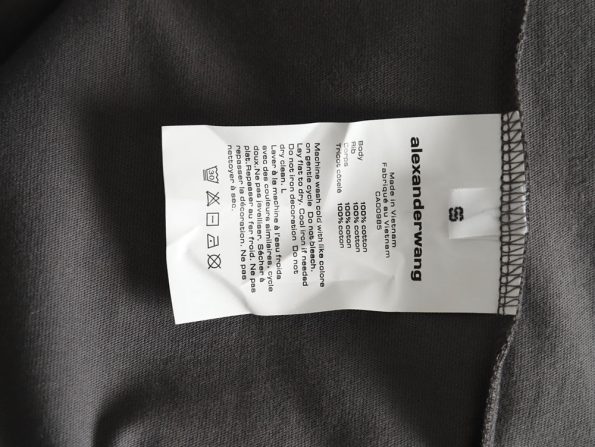 alexanderwang
Made in Vietnam
Fabriqué au Vietnam
CA00985
Body 100% cotton
Rib 100% cotton
Corps 100% coton
Tricot côtelé 100% coton
Machine wash cold with like colors
on gentle cycle. Do not bleach.
Lay flat to dry. Cool iron if needed
Do not iron decoration. Do not
dry clean. L
Laver à la machine à l'eau froida
avec des couleurs similaires, cycle
doux. Ne pas javelliser. Sécher à
plat. Repasser au fer froid. Ne pas
repasser la décoration. Ne pas
nettoyer à sec.
30